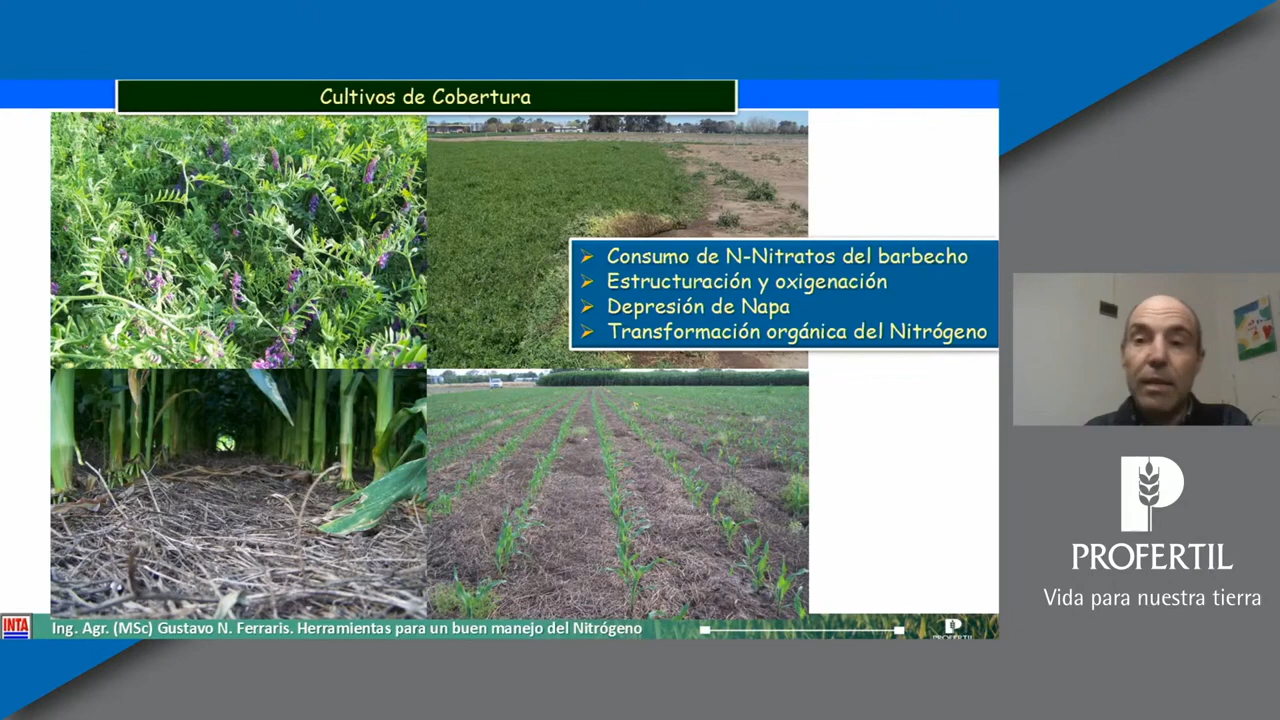 Cultivos de Cobertura
Consumo de N-Nitratos del barbecho
Estructuración y oxigenación
Depresión de Napa
Transformación orgánica del Nitrógeno
INTA
Ing. Agr. (MSc) Gustavo N. Ferraris. Herramientas para un buen manejo del Nitrógeno
PROFERTIL
PROFERTIL
Vida para nuestra tierra